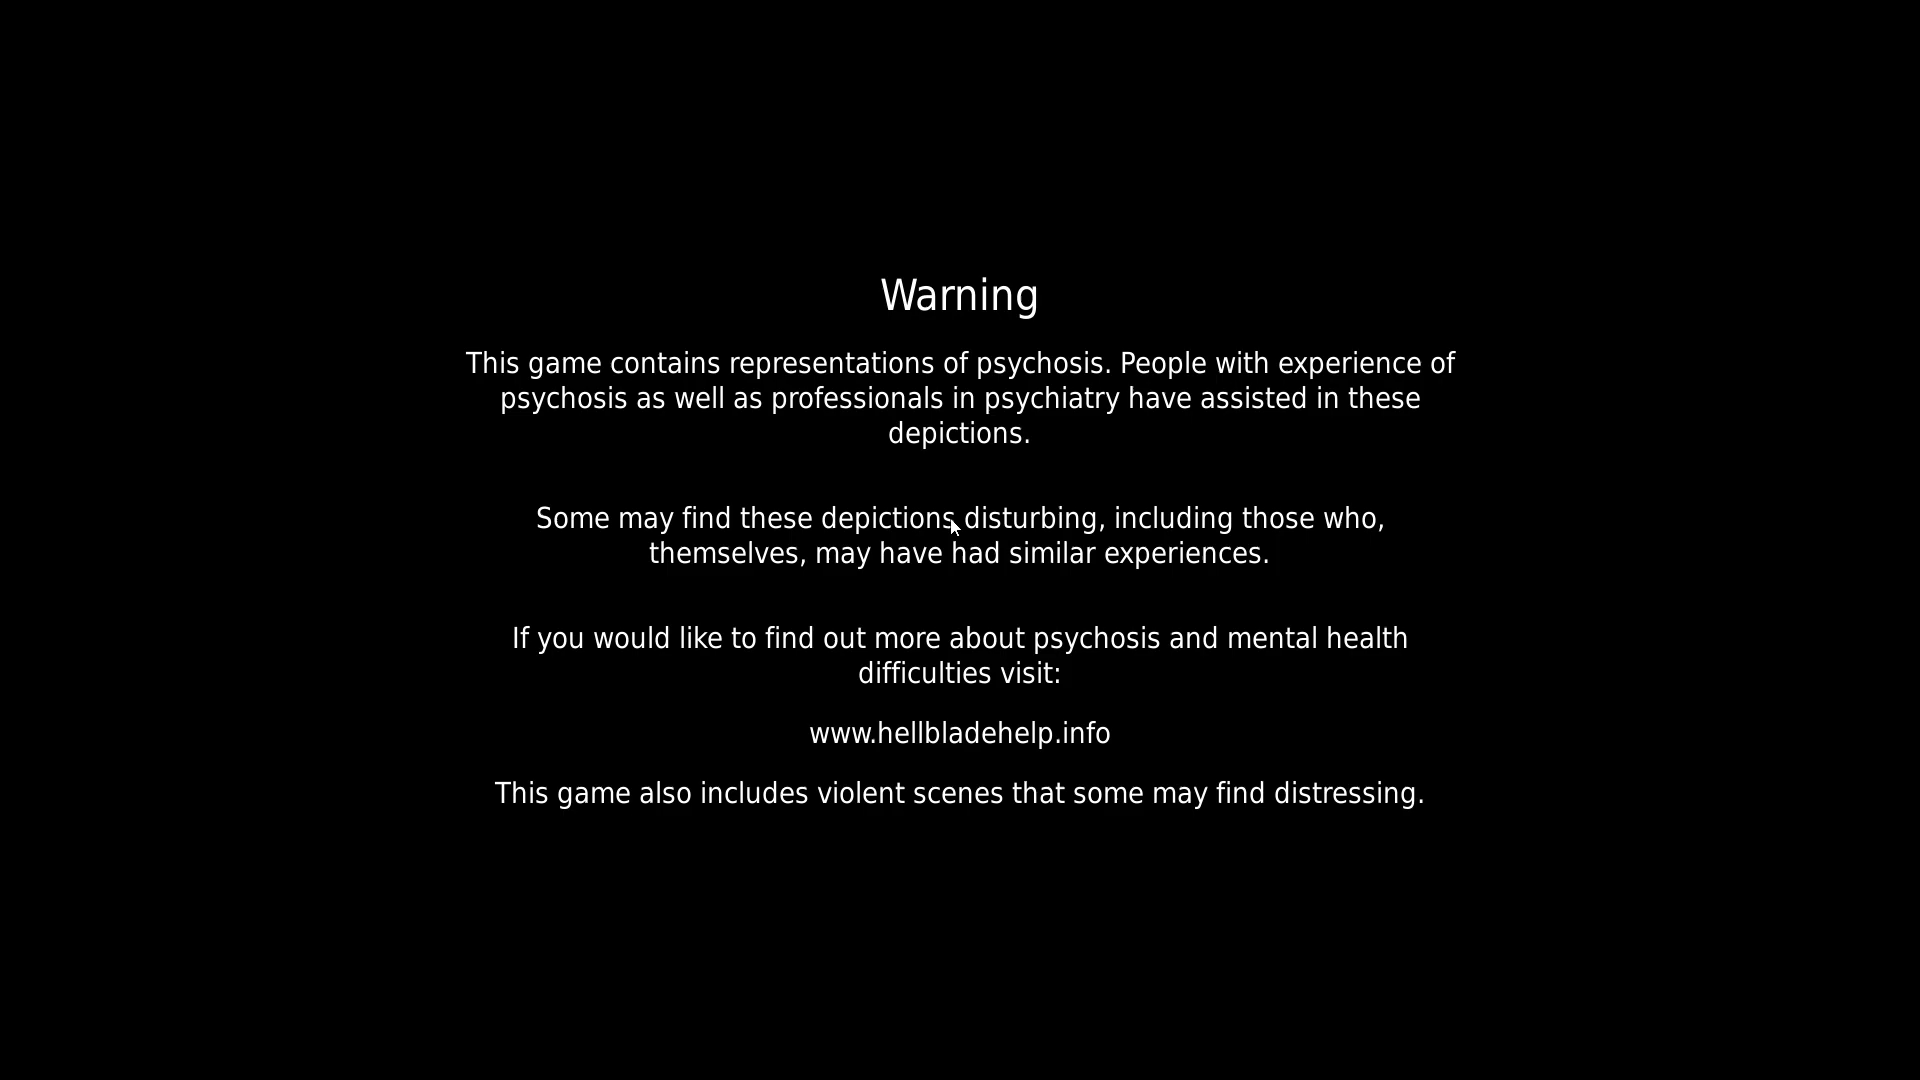 Warning
This game contains representations of psychosis. People with experience of
psychosis as well as professionals in psychiatry have assisted in these
depictions.
Some may find these depictions disturbing, including those who,
themselves, may have had similar experiences.
If you would like to find out more about psychosis and mental health
difficulties visit:
www.hellbladehelp.info
This game also includes violent scenes that some may find distressing.